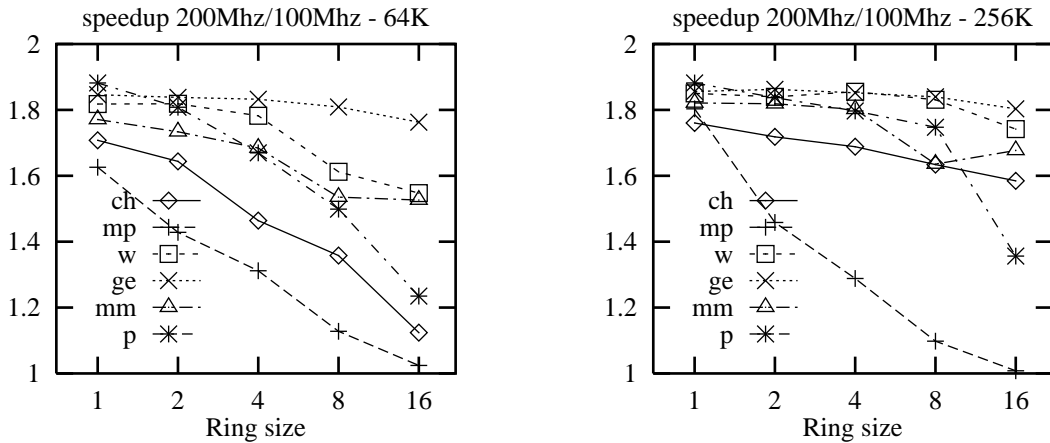 speedup 200Mhz/100Mhz - 64K
2
1.8
1.6
1.4
1.2
1
ch
mp
w
ge
mm
p
1 2 4 8 16
Ring size
speedup 200Mhz/100Mhz - 256K
2
1.8
1.6
1.4
1.2
1
ch
mp
w
ge
mm
p
1 2 4 8 16
Ring size